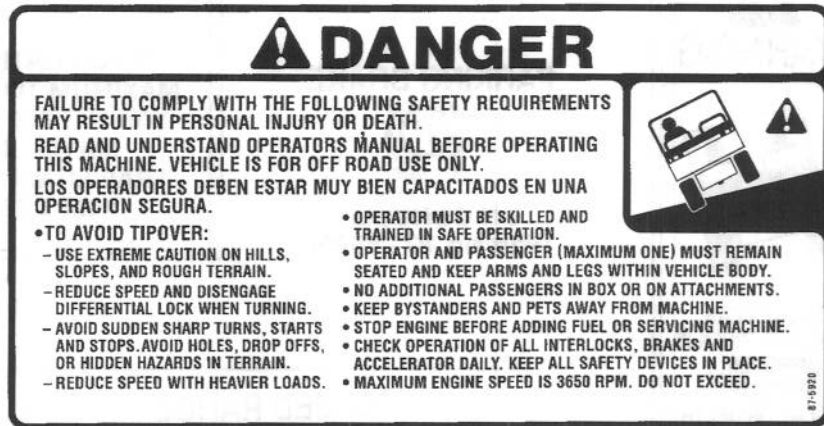 DANGER
FAILURE TO COMPLY WITH THE FOLLOWING SAFETY REQUIREMENTS
MAY RESULT IN PERSONAL INJURY OR DEATH.
READ AND UNDERSTAND OPERATORS MANUAL BEFORE OPERATING
THIS MACHINE. VEHICLE IS FOR OFF ROAD USE ONLY.
LOS OPERADORES DEBEN ESTAR MUY BIEN CAPACITADOS EN UNA
OPERACION SEGURA.
•TO AVOID TIPOVER:
– USE EXTREME CAUTION ON HILLS,
SLOPES, AND ROUGH TERRAIN.
– REDUCE SPEED AND DISENGAGE
DIFFERENTIAL LOCK WHEN TURNING.
– AVOID SUDDEN SHARP TURNS, STARTS
AND STOPS.AVOID HOLES, DROP OFFS,
OR HIDDEN HAZARDS IN TERRAIN.
– REDUCE SPEED WITH HEAVIER LOADS.
• OPERATOR MUST BE SKILLED AND
TRAINED IN SAFE OPERATION.
• OPERATOR AND PASSENGER (MAXIMUM ONE) MUST REMAIN
SEATED AND KEEP ARMS AND LEGS WITHIN VEHICLE BODY.
• NO ADDITIONAL PASSENGERS IN BOX OR ON ATTACHMENTS.
• KEEP BYSTANDERS AND PETS AWAY FROM MACHINE.
• STOP ENGINE BEFORE ADDING FUEL OR SERVICING MACHINE.
• CHECK OPERATION OF ALL INTERLOCKS, BRAKES AND
ACCELERATOR DAILY. KEEP ALL SAFETY DEVICES IN PLACE.
• MAXIMUM ENGINE SPEED IS 3650 RPM. DO NOT EXCEED.
87-5920